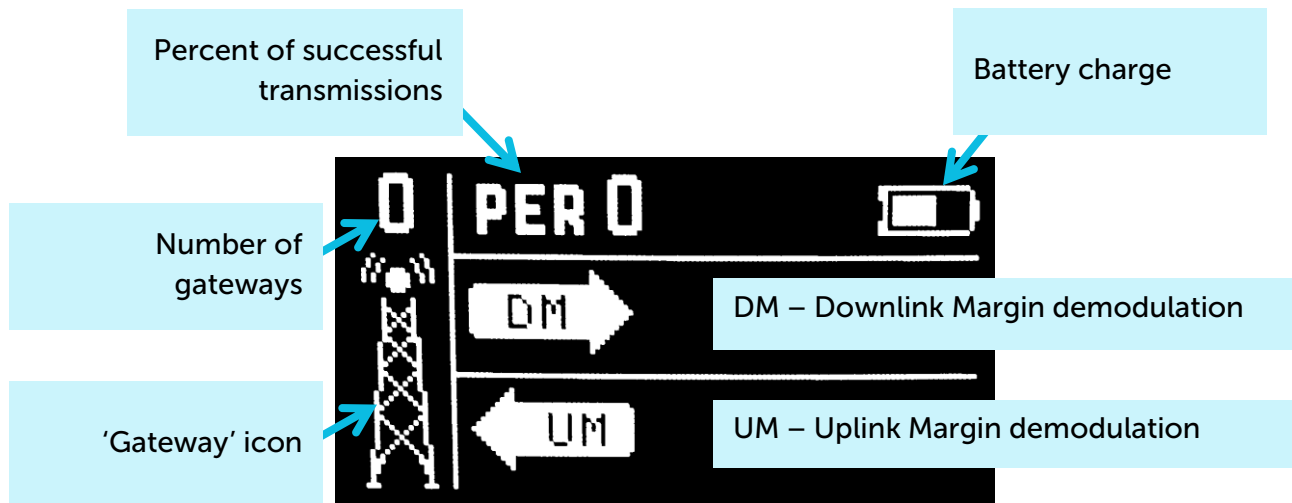 Percent of successful
transmissions
Battery charge
0
PER 0
Number of
gateways
DM
DM – Downlink Margin demodulation
‘Gateway’ icon
UM
UM – Uplink Margin demodulation